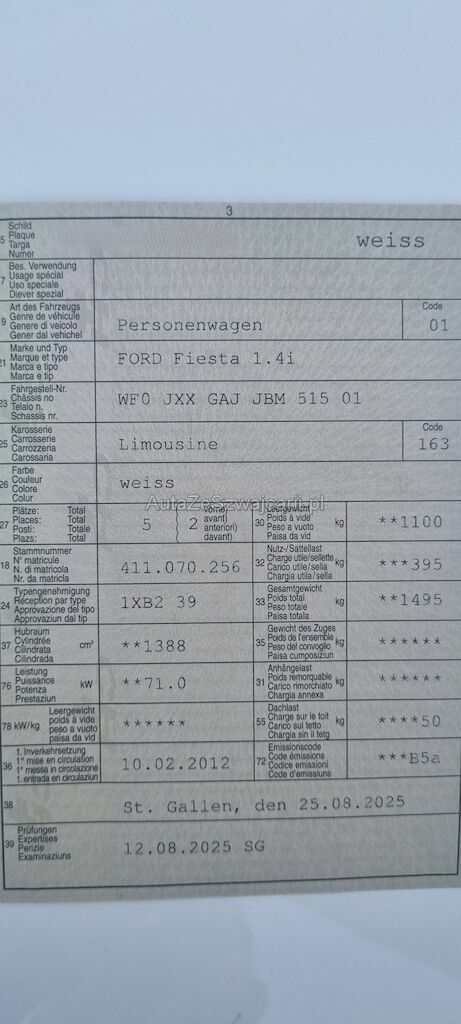 3
15 Schild
Plaque
Targa
Numer
weiss
17 Bes. Verwendung
Usage spécial
Uso speciale
Diever spezial
19 Art des Fahrzeugs
Genre de véhicule
Genere di veicolo
Gener dal vehichel
Personenwagen
Code
01
21 Marke und Typ
Marque et type
Marca e tipo
Marca e tip
FORD Fiesta 1.4i
23 Fahrgestell-Nr.
Châssis no
Telaio n.
Schassis nr.
WF0 JXX GAJ JBM 515 01
25 Karosserie
Carrosserie
Carrozzeria
Carossaria
Limousine
Code
163
26 Farbe
Couleur
Colore
Colur
weiss
AutaZeSzwajcarii.pl
27 Plätze: Total
Places: Total
Posti: Totale
Plazs: Total
5 ( 2 vorne)
avant)
anteriori)
davant)
30 Leergewicht
Poids à vide
Peso a vuoto
Paisa da vid
kg **1100
18 Stammnummer
N° matricule
N. di matricola
Nr. da matricla
411.070.256
32 Nutz-/Sattellast
Charge utile/sellette
Carico utile/sella
Chargia utila/sella
kg ***395
24 Typengenehmigung
Réception par type
Approvazione del tipo
Approvaziun dal tip
1XB2 39
33 Gesamtgewicht
Poids total
Peso totale
Paisa totala
kg **1495
37 Hubraum
Cylindrée
Cilindrata
Cilindrada
cm³ **1388
35 Gewicht des Zuges
Poids de l'ensemble
Peso del convoglio
Paisa cumposiziun
kg ******
76 Leistung
Puissance
Potenza
Prestaziun
kW **71.0
31 Anhängelast
Poids remorquable
Carico rimorchiato
Chargia annexa
kg ******
78 kW/kg Leergewicht
poids à vide
peso a vuoto
paisa da vid
******
55 Dachlast
Charge sur le toit
Carico sul tetto
Chargia sin il tetg
kg ****50
36 1. Inverkehrsetzung
1re mise en circulation
1a messa in circolazione
1. entrada en circulaziun
10.02.2012
72 Emissionscode
Code émissions
Codice emissioni
Code d'emissiuns
***B5a
38 St. Gallen, den 25.08.2025
39 Prüfungen
Expertises
Perizie
Examinaziuns
12.08.2025 SG